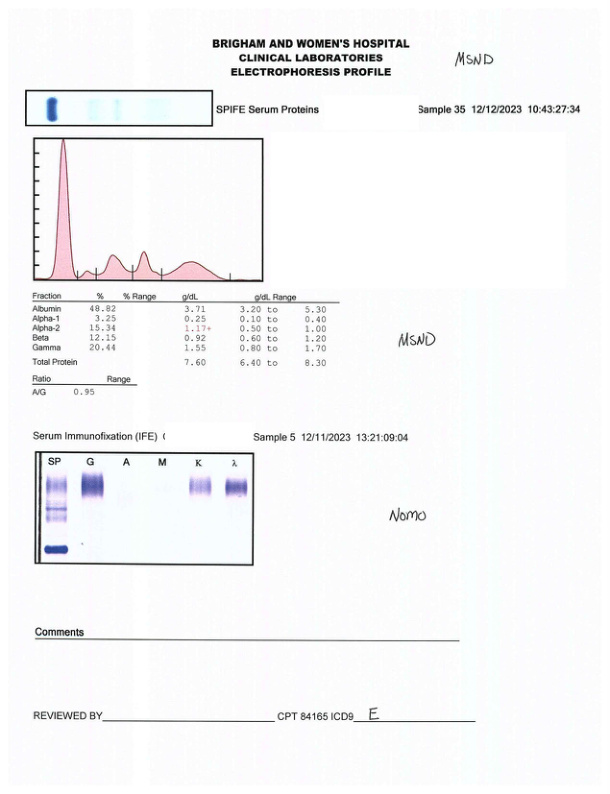 BRIGHAM AND WOMEN'S HOSPITAL
CLINICAL LABORATORIES
ELECTROPHORESIS PROFILE
MSND
SPIFE Serum Proteins Sample 35 12/12/2023 10:43:27:34
Fraction % % Range g/dL g/dL Range
Albumin 48.82 3.71 3.20 to 5.30
Alpha-1 3.25 0.25 0.10 to 0.40
Alpha-2 15.34 1.17+ 0.50 to 1.00
Beta 12.15 0.92 0.60 to 1.20
Gamma 20.44 1.55 0.80 to 1.70
MSND
Total Protein 7.60 6.40 to 8.30
Ratio Range
A/G 0.95
Serum Immunofixation (IFE) ( Sample 5 12/11/2023 13:21:09:04
SP G A M K λ
NOMO
Comments
REVIEWED BY CPT 84165 ICD9 E